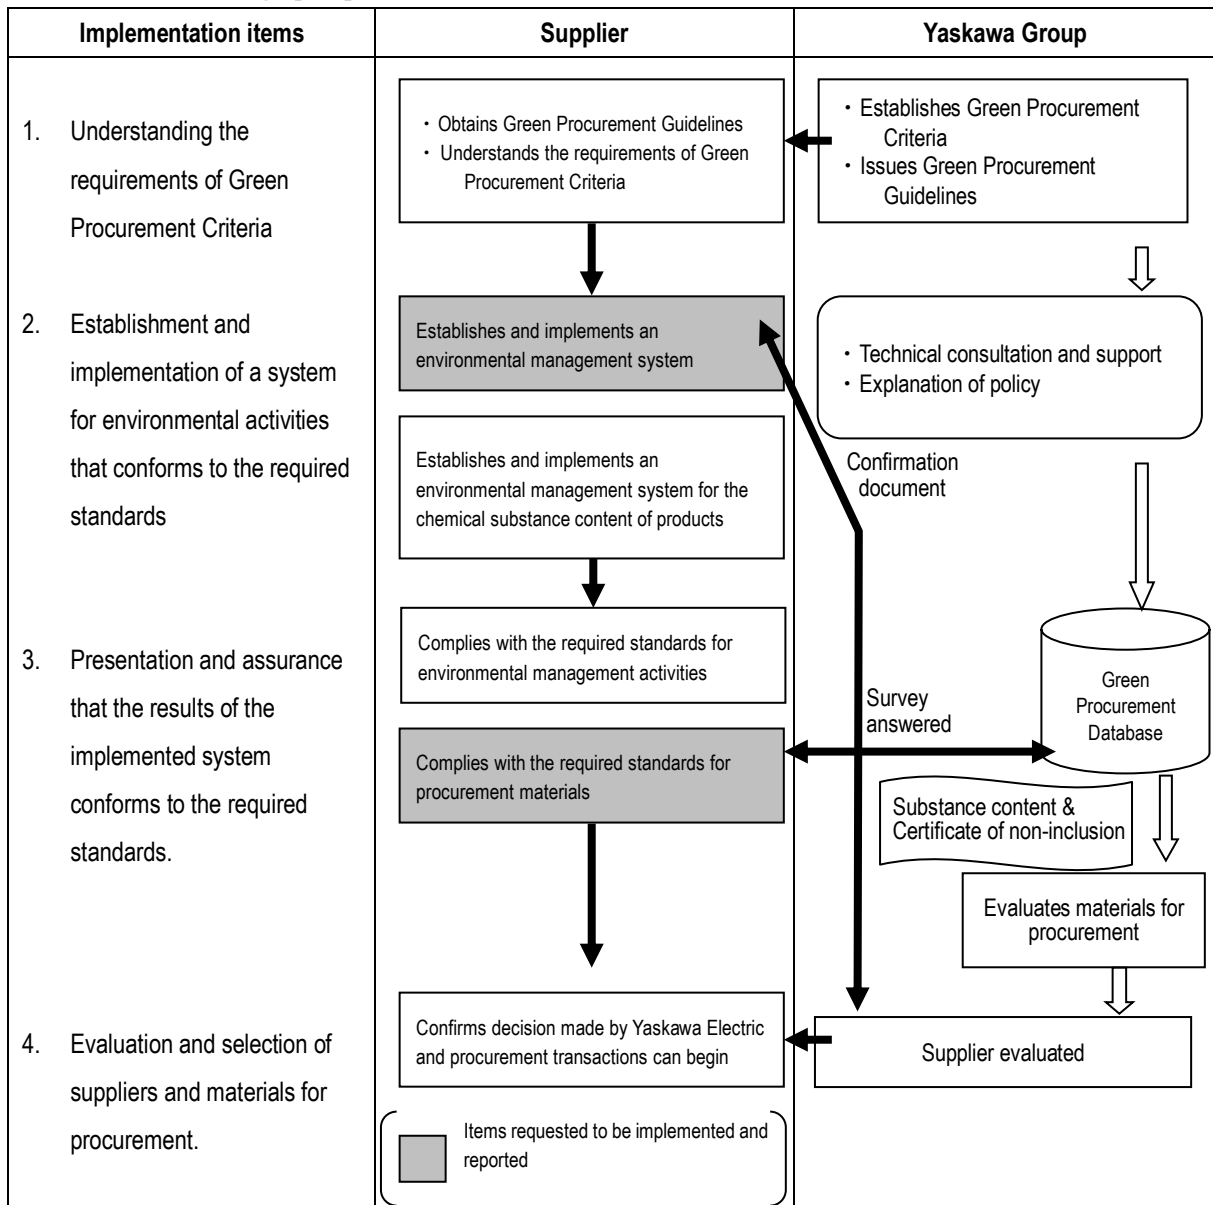 Implementation items
Supplier
Yaskawa Group
1. Understanding the
requirements of Green
Procurement Criteria
・Obtains Green Procurement Guidelines
・Understands the requirements of Green
Procurement Criteria
・Establishes Green Procurement
Criteria
・Issues Green Procurement
Guidelines
2. Establishment and
implementation of a system
for environmental activities
that conforms to the required
standards
Establishes and implements an
environmental management system
・Technical consultation and support
・Explanation of policy
Establishes and implements an
environmental management system for the
chemical substance content of products
Confirmation
document
3. Presentation and assurance
that the results of the
implemented system
conforms to the required
standards.
Complies with the required standards for
environmental management activities
Survey
answered
Green
Procurement
Database
Complies with the required standards for
procurement materials
Substance content &
Certificate of non-inclusion
Evaluates materials for
procurement
4. Evaluation and selection of
suppliers and materials for
procurement.
Confirms decision made by Yaskawa Electric
and procurement transactions can begin
Supplier evaluated
Items requested to be implemented and
reported